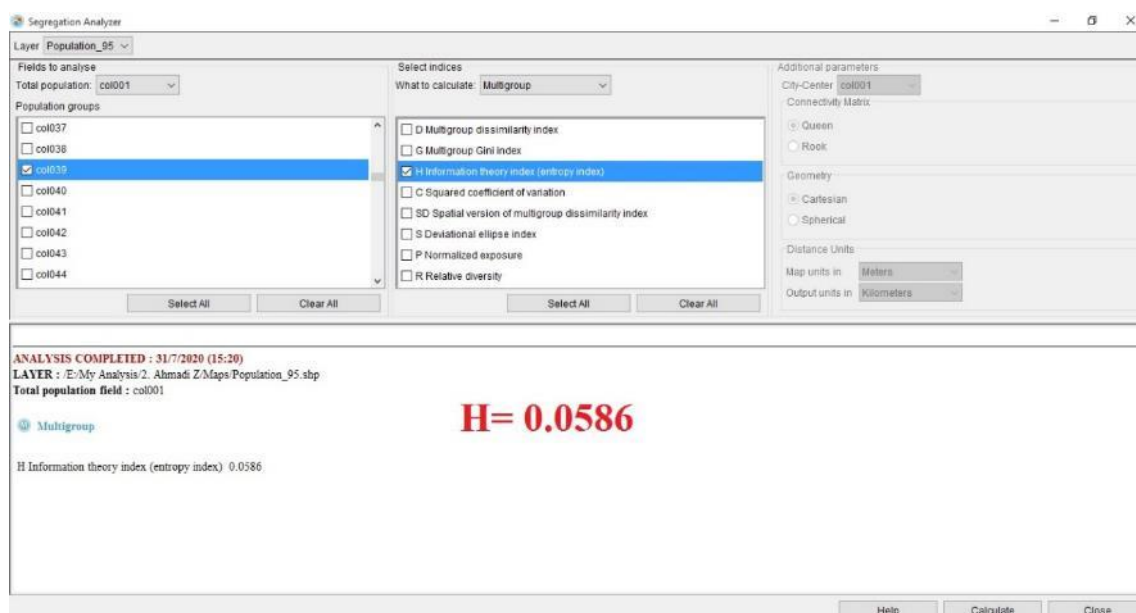 Segregation Analyzer
Layer Population_95
Fields to analyse
Total population: col001
Population groups
col037
col038
col039
col040
col041
col042
col043
col044
Select All Clear All
Select indices
What to calculate: Multigroup
D Multigroup dissimilarity index
G Multigroup Gini index
H Information theory index (entropy index)
C Squared coefficient of variation
SD Spatial version of multigroup dissimilarity index
S Deviational ellipse index
P Normalized exposure
R Relative diversity
Select All Clear All
Additional parameters
City-Center col001
Connectivity Matrix
Queen
Rook
Geometry
Cartesian
Spherical
Distance Units
Map units in Meters
Output units in Kilometers
ANALYSIS COMPLETED : 31/7/2020 (15:20)
LAYER : /E:/My Analysis/2. Ahmadi Z/Maps/Population_95.shp
Total population field : col001
Multigroup
H= 0.0586
H Information theory index (entropy index) 0.0586
Help Calculate Close